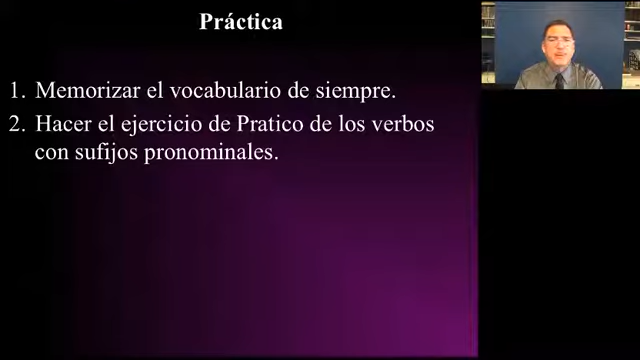 Práctica
1. Memorizar el vocabulario de siempre.
2. Hacer el ejercicio de Pratico de los verbos
con sufijos pronominales.